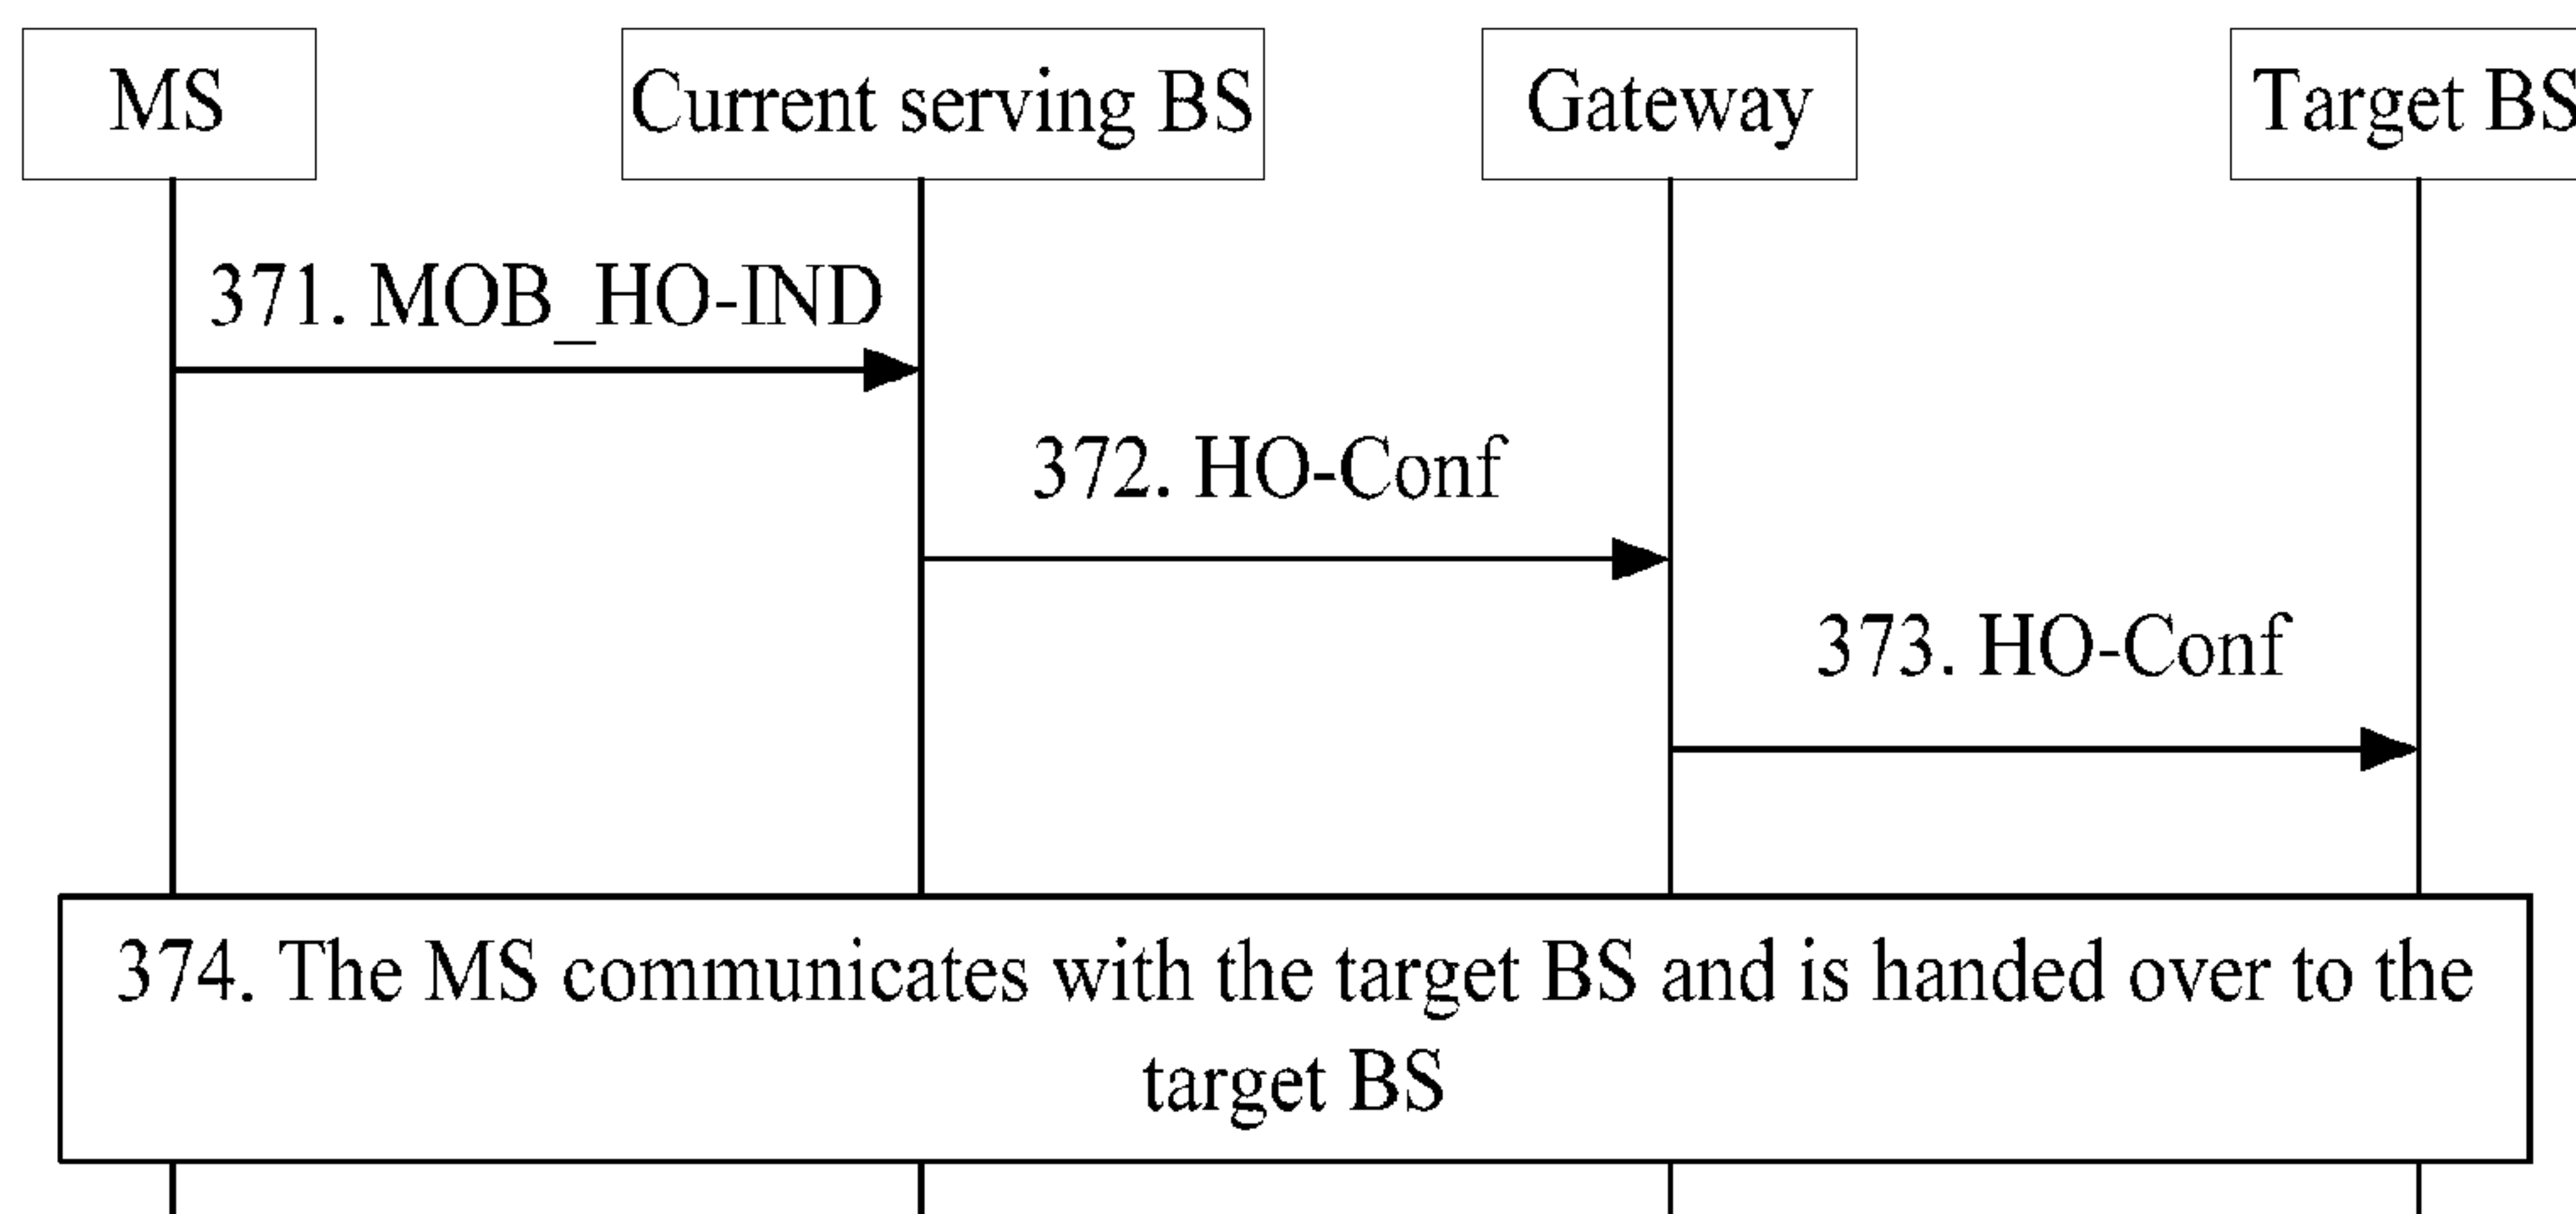 MS
Current serving BS
Gateway
Target BS
371. MOB_HO-IND
372. HO-Conf
373. HO-Conf
374. The MS communicates with the target BS and is handed over to the
target BS